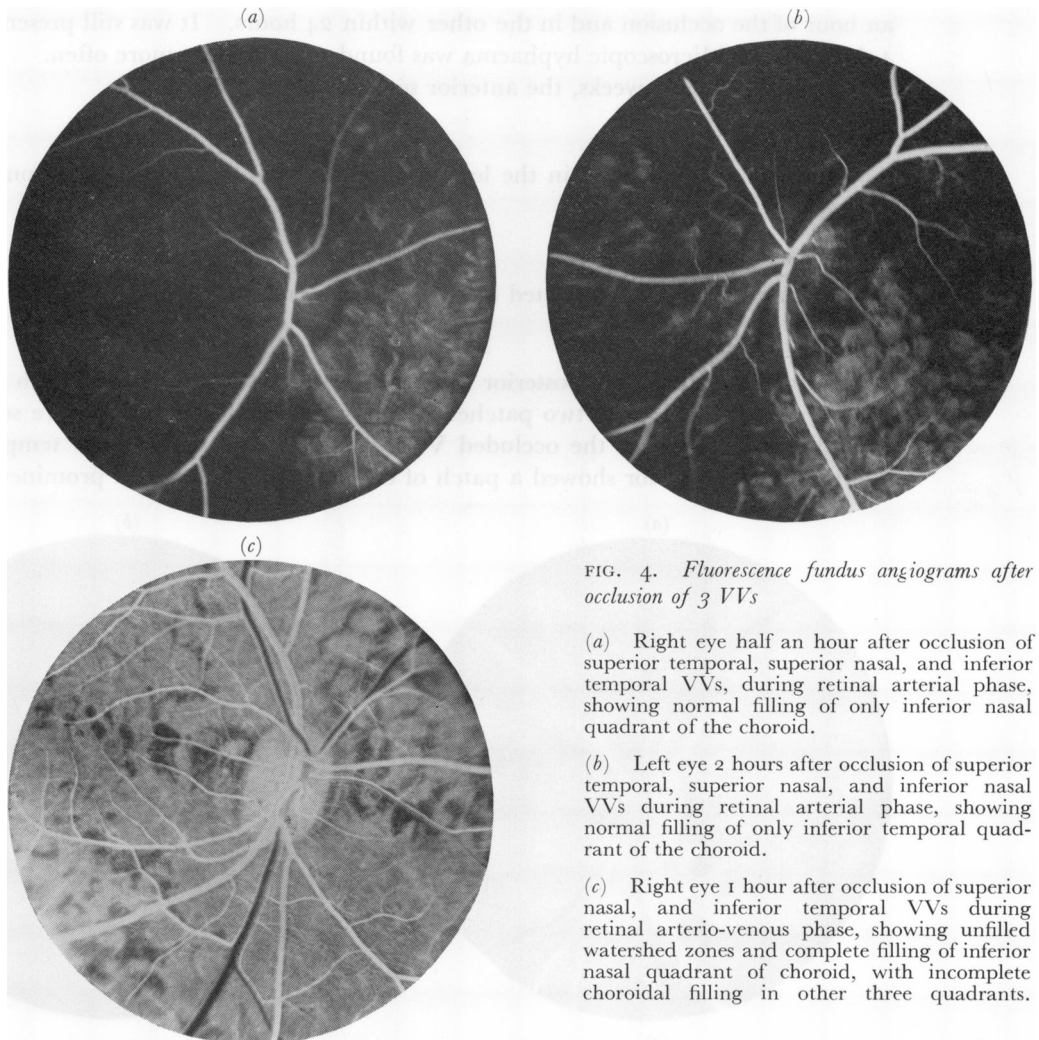 (a)
(b)
(c)
FIG. 4. Fluorescence fundus angiograms after
occlusion of 3 VVs
(a) Right eye half an hour after occlusion of
superior temporal, superior nasal, and inferior
temporal VVs, during retinal arterial phase,
showing normal filling of only inferior nasal
quadrant of the choroid.
(b) Left eye 2 hours after occlusion of superior
temporal, superior nasal, and inferior nasal
VVs during retinal arterial phase, showing
normal filling of only inferior temporal quad-
rant of the choroid.
(c) Right eye 1 hour after occlusion of superior
nasal, and inferior temporal VVs during
retinal arterio-venous phase, showing unfilled
watershed zones and complete filling of inferior
nasal quadrant of choroid, with incomplete
choroidal filling in other three quadrants.